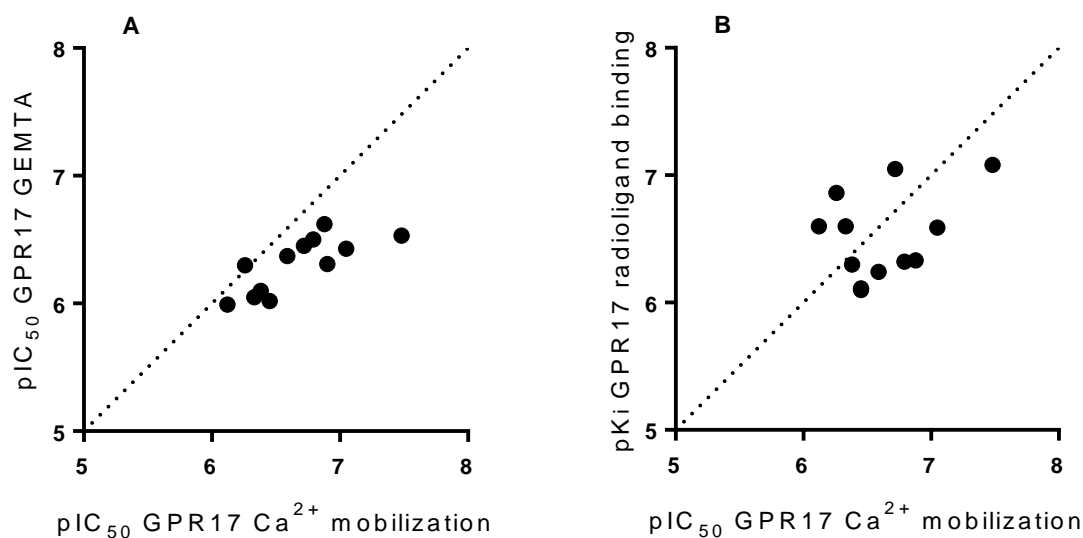 A
pIC50 GPR17 GEMTA
8
7
6
5
5 6 7 8
pIC50 GPR17 Ca2+ mobilization
B
pKi GPR17 radioligand binding
8
7
6
5
5 6 7 8
pIC50 GPR17 Ca2+ mobilization